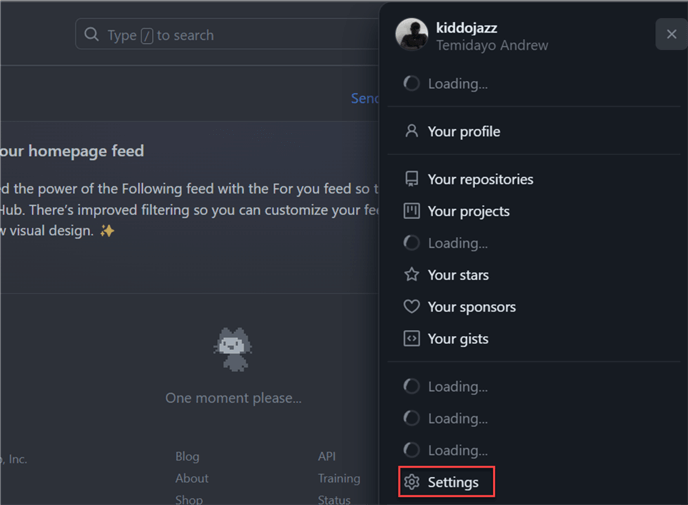 Type / to search
Send
our homepage feed
ed the power of the Following feed with the For you feed so t
Hub. There's improved filtering so you can customize your fee
w visual design. ✨
One moment please...
, Inc.
Blog
API
About
Training
Shop
Status
kiddojazz
Temidayo Andrew
Loading...
Your profile
Your repositories
Your projects
Loading...
Your stars
Your sponsors
Your gists
Loading...
Loading...
Loading...
Settings